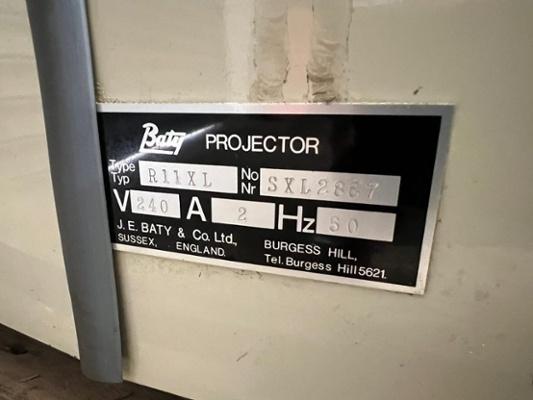 Baty PROJECTOR
Type Typ R11XL No Nr SXL2867
V 240 A 2 Hz 50
J. E. BATY & Co. Ltd., BURGESS HILL,
SUSSEX, ENGLAND. Tel. Burgess Hill 5621.